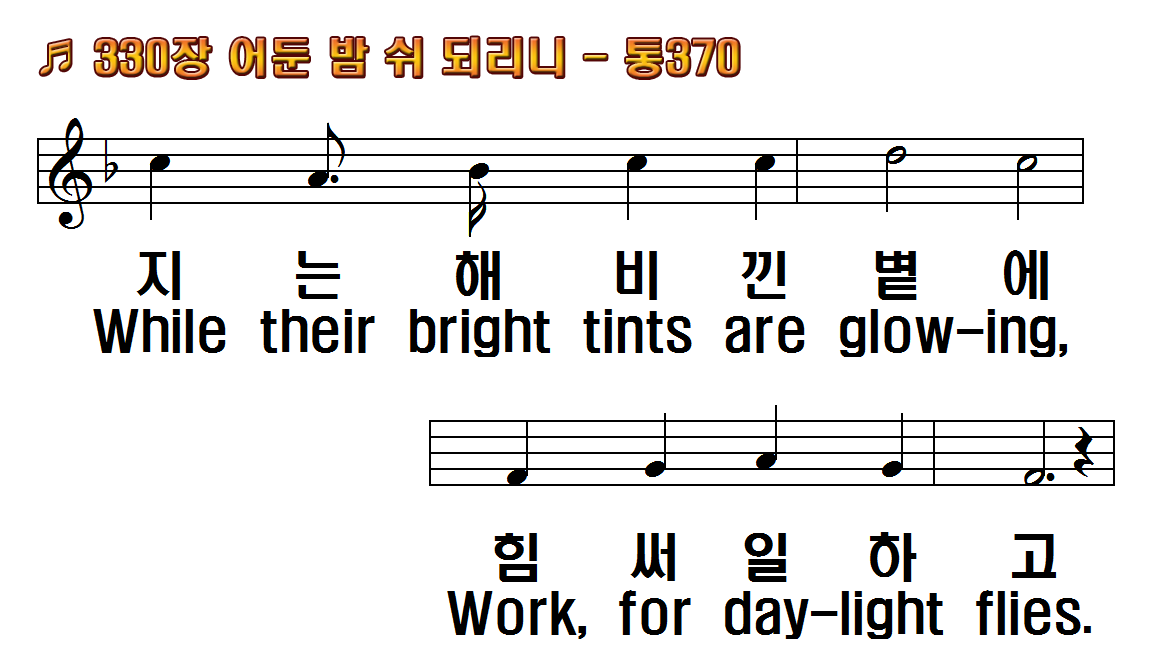 ♬ 330장 어둔 밤 쉬 되리니 - 통370
지 는 해 비 낀 볕 에
While their bright tints are glow-ing,
힘 써 일 하 고
Work, for day-light flies.